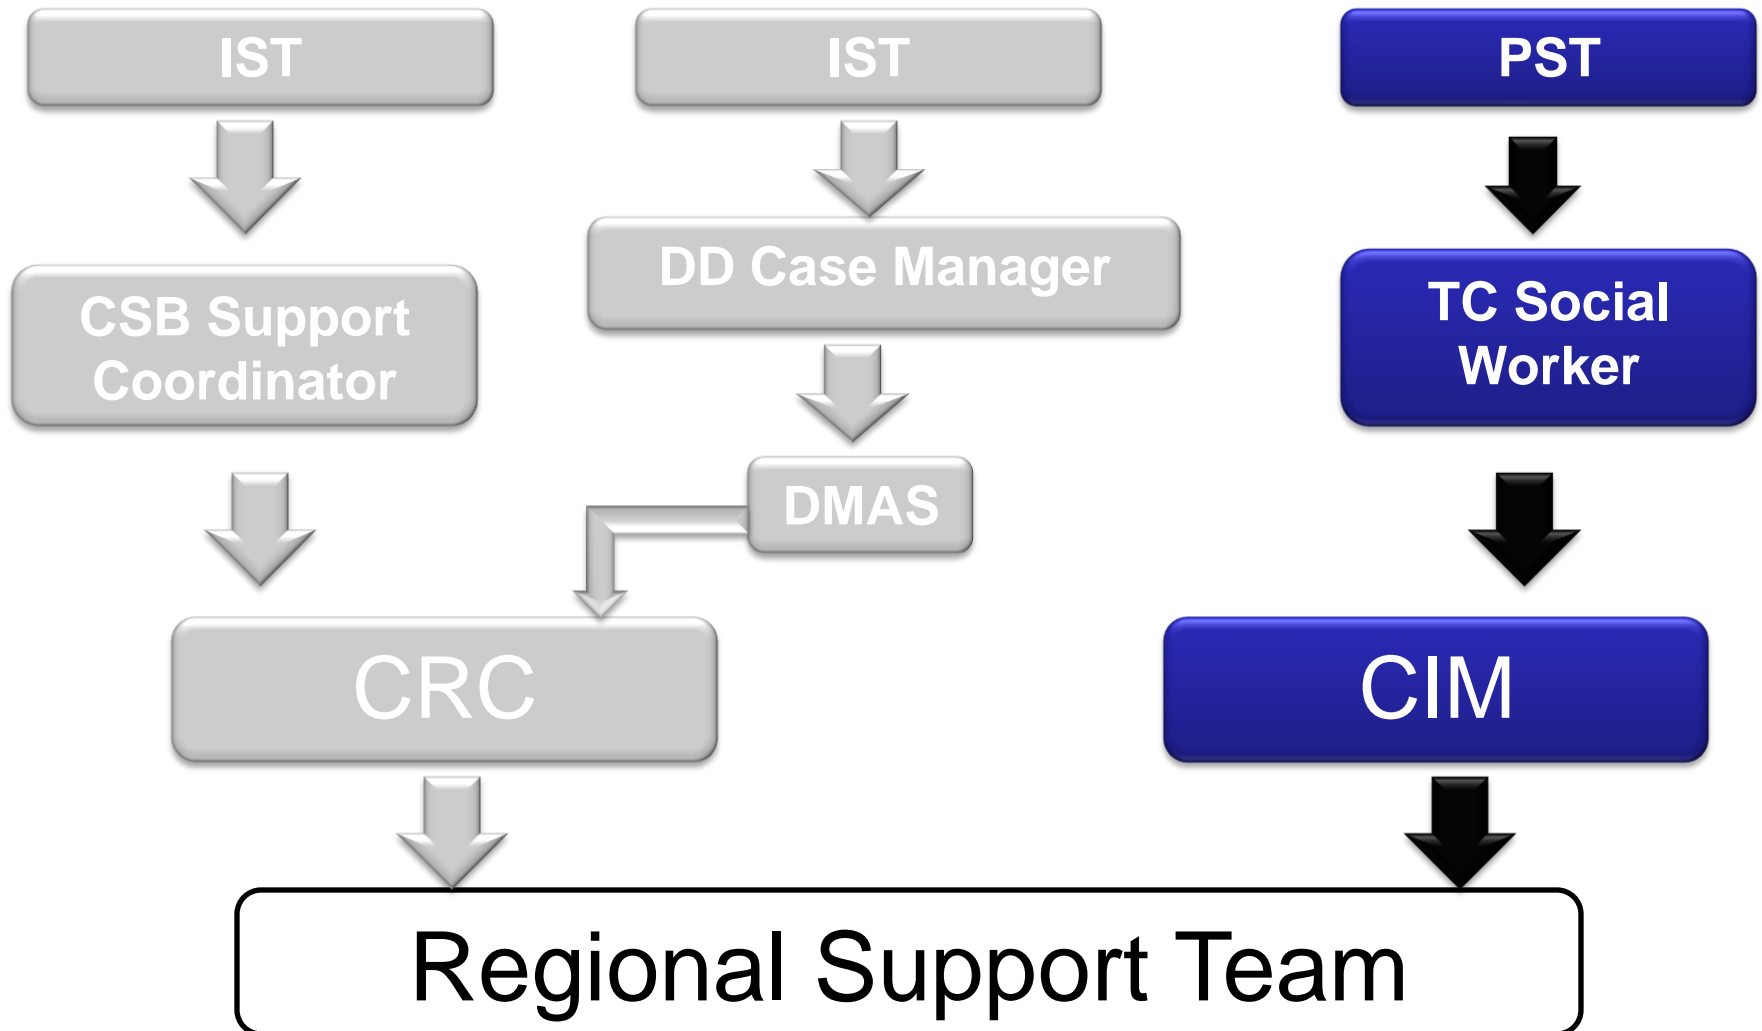 IST
IST
PST
DD Case Manager
CSB Support
Coordinator
TC Social
Worker
DMAS
CRC
CIM
Regional Support Team